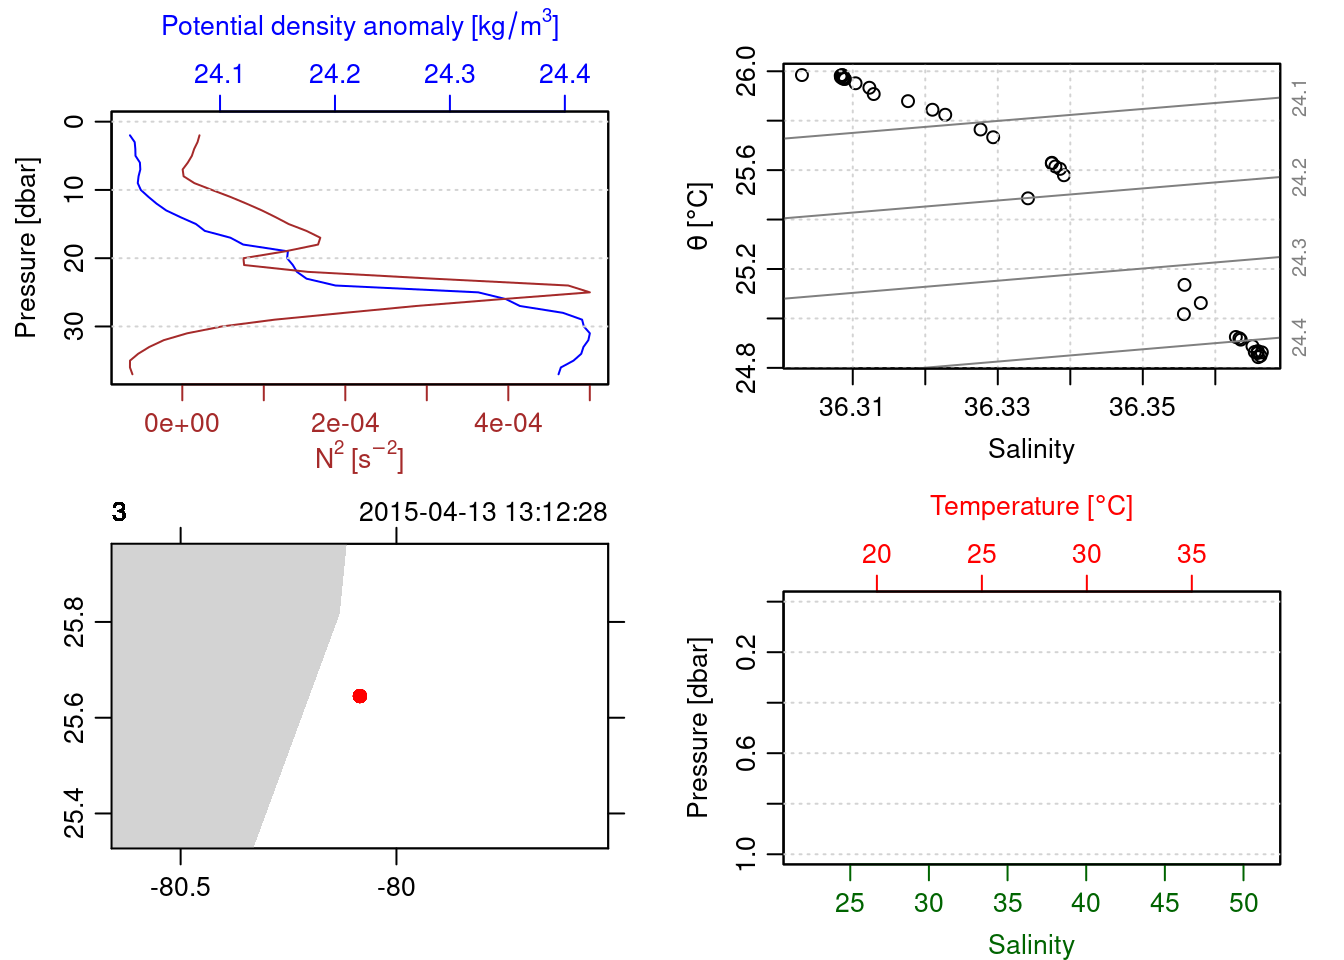 Potential density anomaly [kg/m³]
24.1 24.2 24.3 24.4
0
10
20
30
Pressure [dbar]
0e+00 2e-04 4e-04
N² [s⁻²]
26.0
25.6
25.2
24.8
θ [°C]
24.1
24.2
24.3
24.4
36.31 36.33 36.35
Salinity
3 2015-04-13 13:12:28
25.8
25.6
25.4
-80.5 -80
Temperature [°C]
20 25 30 35
0.2
0.6
1.0
Pressure [dbar]
25 30 35 40 45 50
Salinity